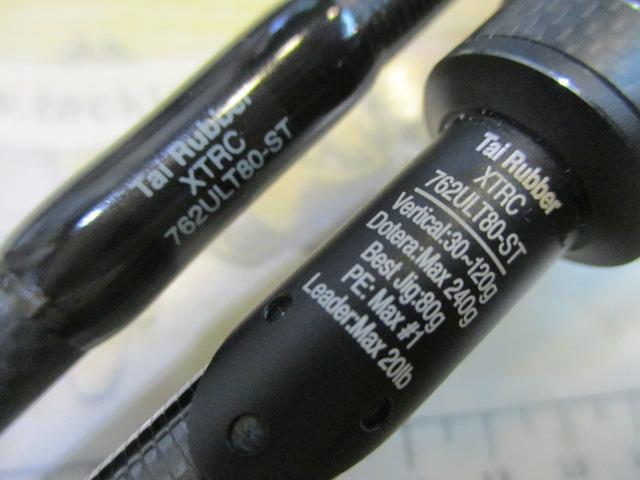 Tai Rubber
XTRC
762ULT80-ST
Tai Rubber
XTRC
762ULT80-ST
Vertical:30~120g
Dotera:Max 240g
Best Jig:80g
PE: Max #1
Leader:Max 20lb